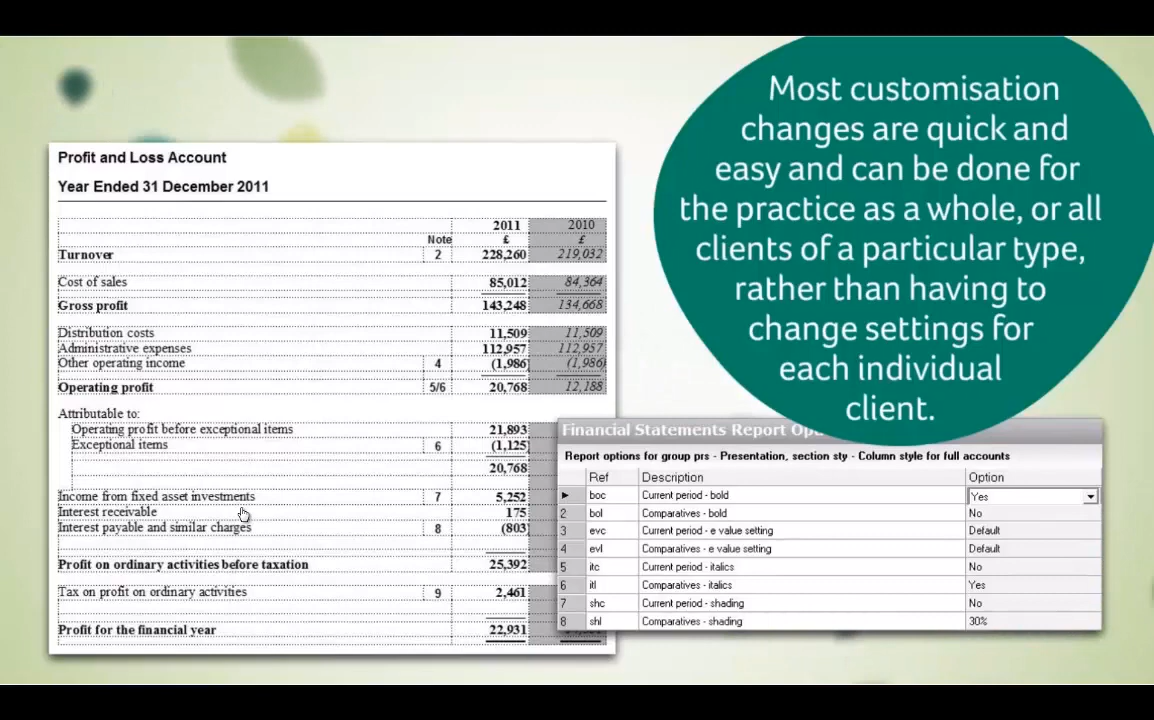 Most customisation
changes are quick and
easy and can be done for
the practice as a whole, or all
clients of a particular type,
rather than having to
change settings for
each individual
client.
Profit and Loss Account
Year Ended 31 December 2011
2011 2010
Note £ £
Turnover 2 228,260 219,032
Cost of sales 85,012 84,364
Gross profit 143,248 134,668
Distribution costs 11,509 11,509
Administrative expenses 112,957 112,957
Other operating income 4 (1,986) (1,986)
Operating profit 5/6 20,768 12,188
Attributable to:
Operating profit before exceptional items 21,893
Exceptional items 6 (1,125)
20,768
Income from fixed asset investments 7 5,252
Interest receivable 175
Interest payable and similar charges 8 (803)
Profit on ordinary activities before taxation 25,392
Tax on profit on ordinary activities 9 2,461
Profit for the financial year 22,931
Financial Statements Report
Report options for group prs - Presentation, section sty - Column style for full accounts
Ref Description Option
boc Current period - bold Yes
2 bol Comparatives - bold No
3 evc Current period - e value setting Default
4 evl Comparatives - e value setting Default
5 itc Current period - italics No
6 itl Comparatives - italics Yes
7 shc Current period - shading No
8 shl Comparatives - shading 30%